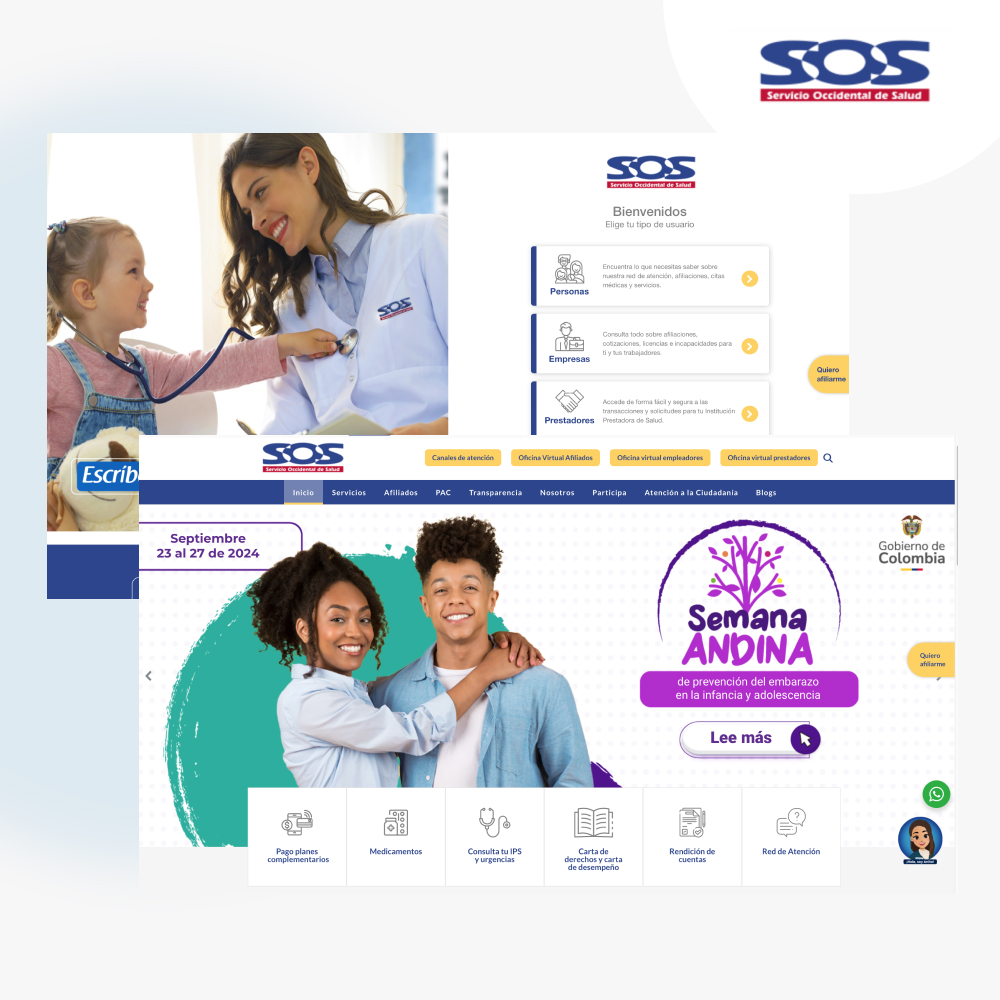 SOS
Servicio Occidental de Salud
SOS
SOS
Servicio Occidental de Salud
Bienvenidos
Elige tu tipo de usuario
Personas
Encuentra lo que necesitas saber sobre
nuestra red de atención, afiliaciones, citas
médicas y servicios.
Empresas
Consulta todo sobre afiliaciones,
cotizaciones, licencias e incapacidades para
ti y tus trabajadores.
Prestadores
Accede de forma fácil y segura a las
transacciones y solicitudes para tu Institución
Prestadora de Salud.
Quiero
afiliarme
Escríb
SOS
Servicio Occidental de Salud
Canales de atención
Oficina Virtual Afiliados
Oficina virtual empleadores
Oficina virtual prestadores
Inicio Servicios Afiliados PAC Transparencia Nosotros Participa Atención a la Ciudadanía Blogs
Septiembre
23 al 27 de 2024
Semana
ANDINA
de prevención del embarazo
en la infancia y adolescencia
Lee más
Gobierno de
Colombia
Quiero
afiliarme
Pago planes
complementarios
Medicamentos
Consulta tu IPS
y urgencias
Carta de
derechos y carta
de desempeño
Rendición de
cuentas
Red de Atención